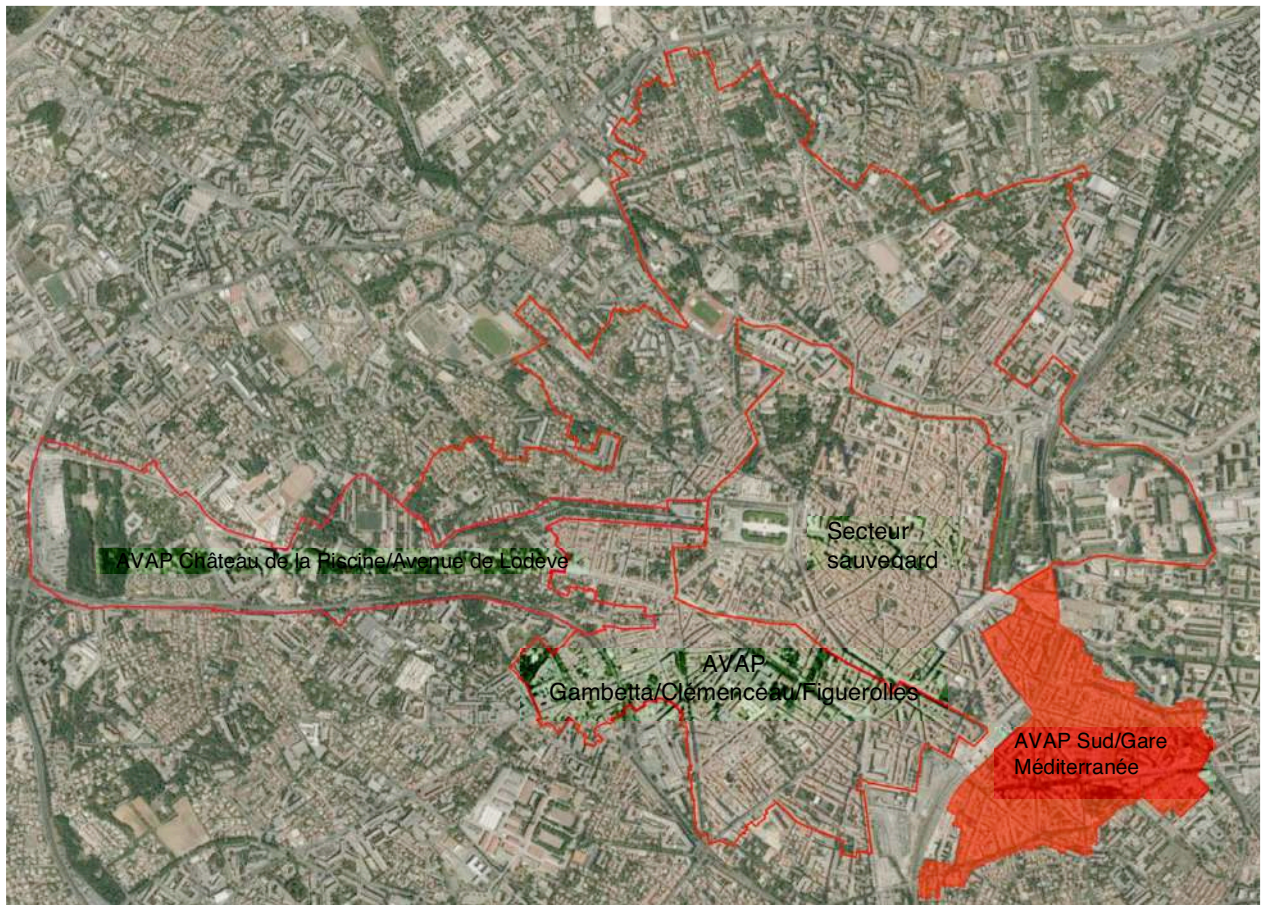 Secteur
sauvegard
AVAP Château de la Piscine/Avenue de Lodève
AVAP
Gambetta/Clémenceau/Figuerolles
AVAP Sud/Gare
Méditerranée